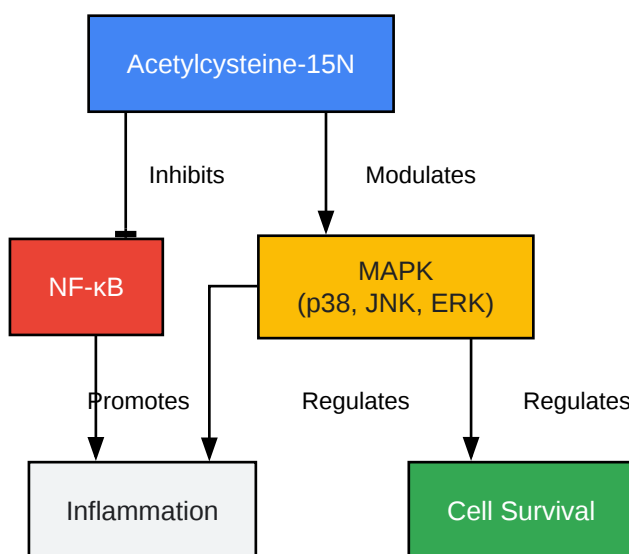 Acetylcysteine-15N
Inhibits
Modulates
NF-κB
MAPK
(p38, JNK, ERK)
Promotes
Regulates
Regulates
Inflammation
Cell Survival